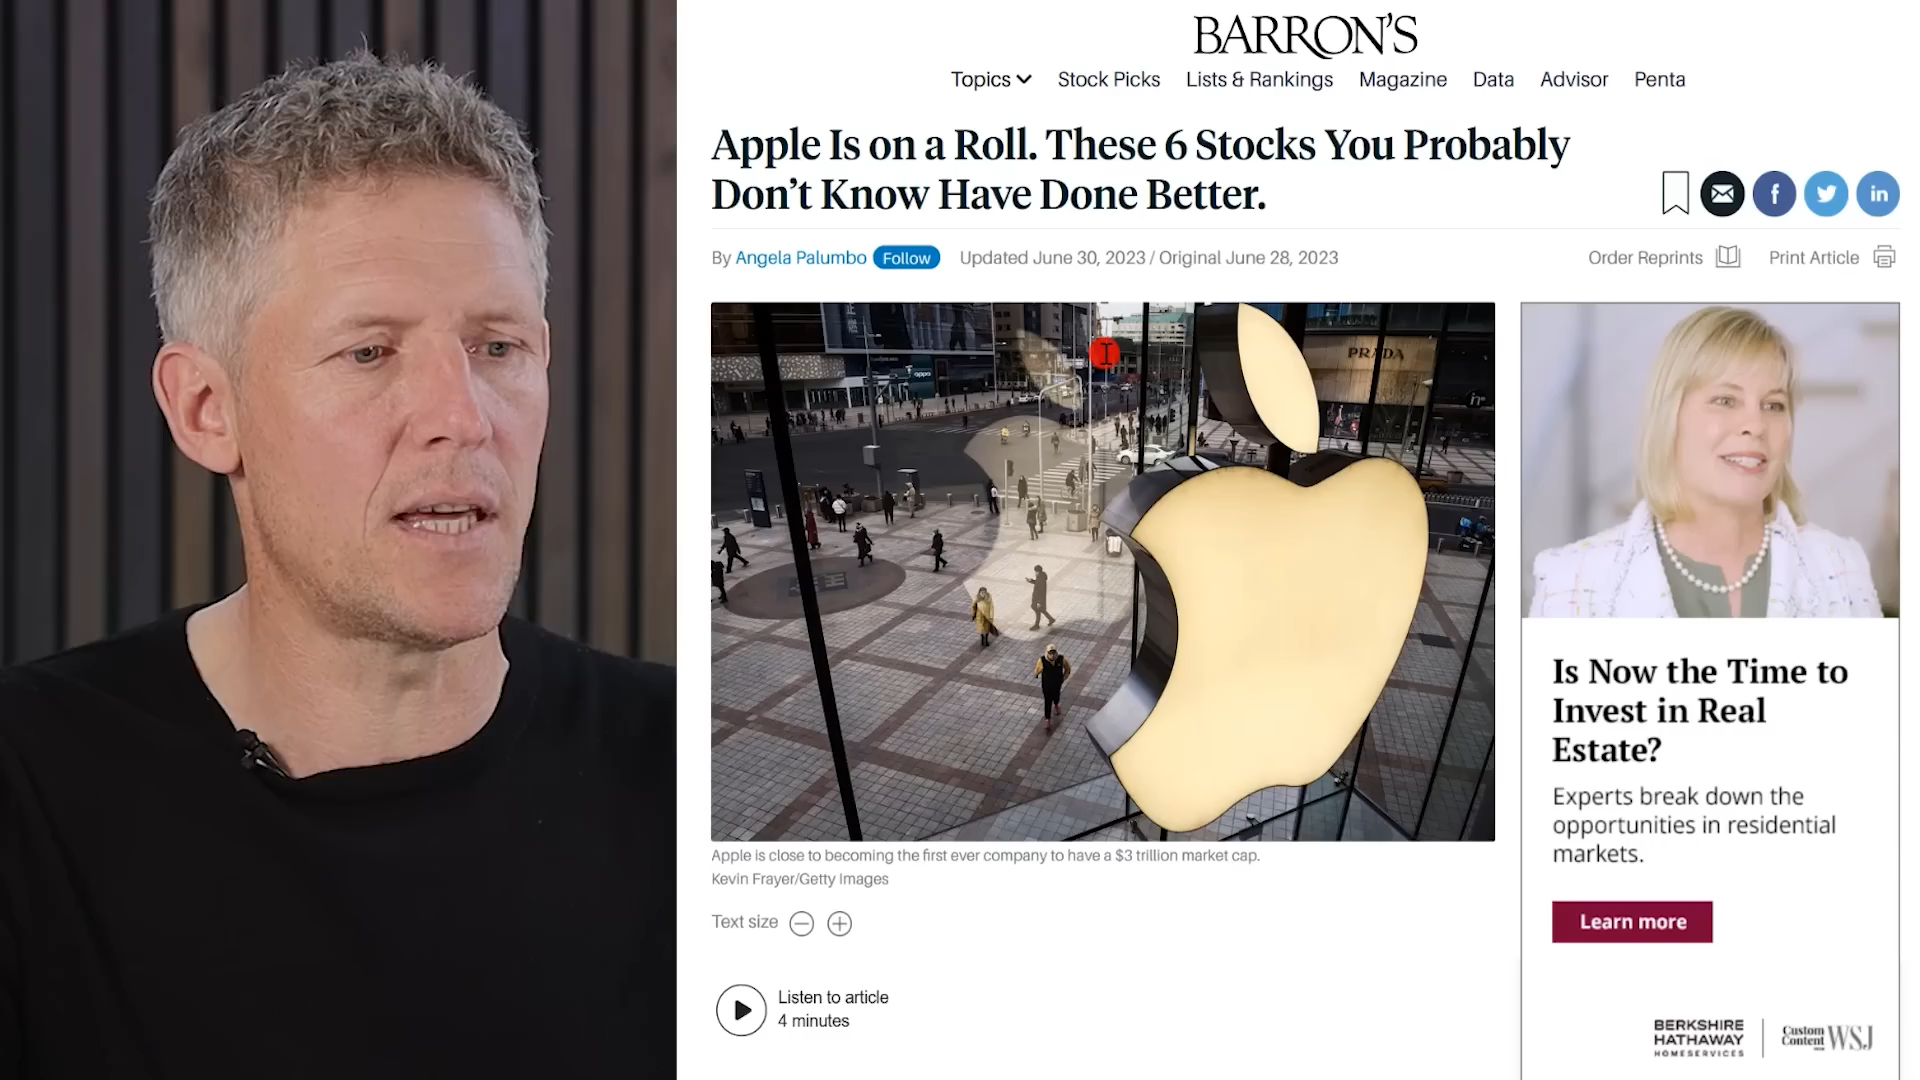 BARRON'S
Topics
Stock Picks
Lists & Rankings
Magazine
Data
Advisor
Penta
Apple Is on a Roll. These 6 Stocks You Probably
Don't Know Have Done Better.
By Angela Palumbo
Follow
Updated June 30, 2023 / Original June 28, 2023
Order Reprints
Print Article
f
in
PRADA
oppo
Apple is close to becoming the first ever company to have a $3 trillion market cap.
Kevin Frayer/Getty Images
Text size
Listen to article
4 minutes
Is Now the Time to
Invest in Real
Estate?
Experts break down the
opportunities in residential
markets.
Learn more
BERKSHIRE
HATHAWAY
HOMESERVICES
Custom
Content
WSJ